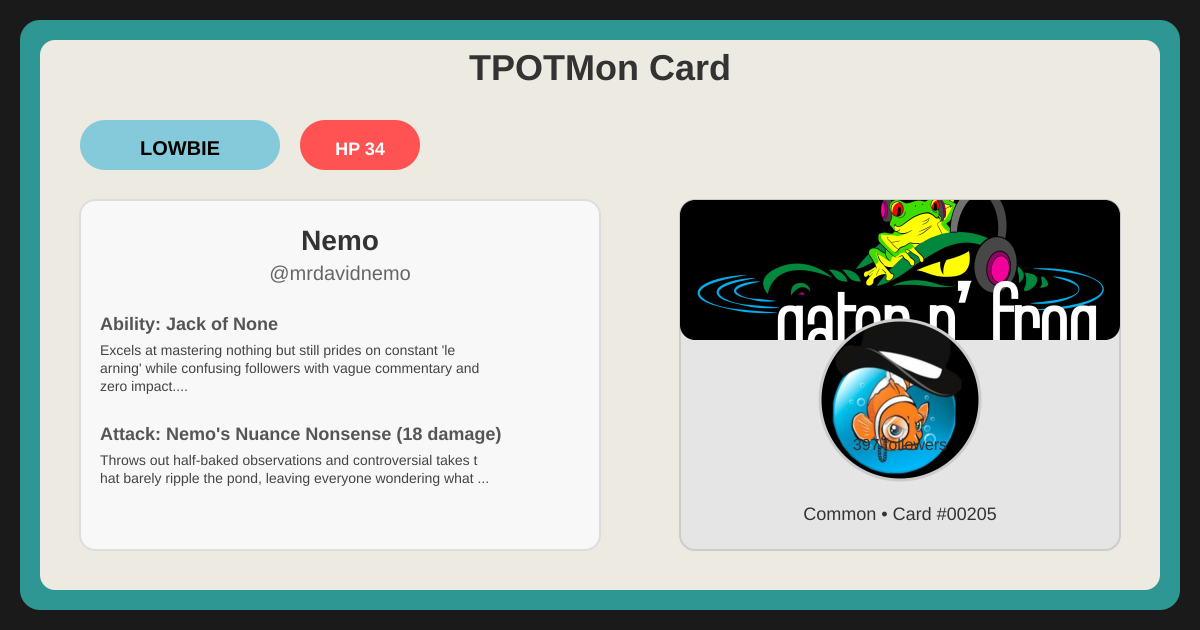 TPOTMon Card
LOWBIE
HP 34
Nemo
@mrdavidnemo
Ability: Jack of None
Excels at mastering nothing but still prides on constant 'le
arning' while confusing followers with vague commentary and
zero impact....
Attack: Nemo's Nuance Nonsense (18 damage)
Throws out half-baked observations and controversial takes t
hat barely ripple the pond, leaving everyone wondering what ...
gator n' frog
397 followers
Common • Card #00205